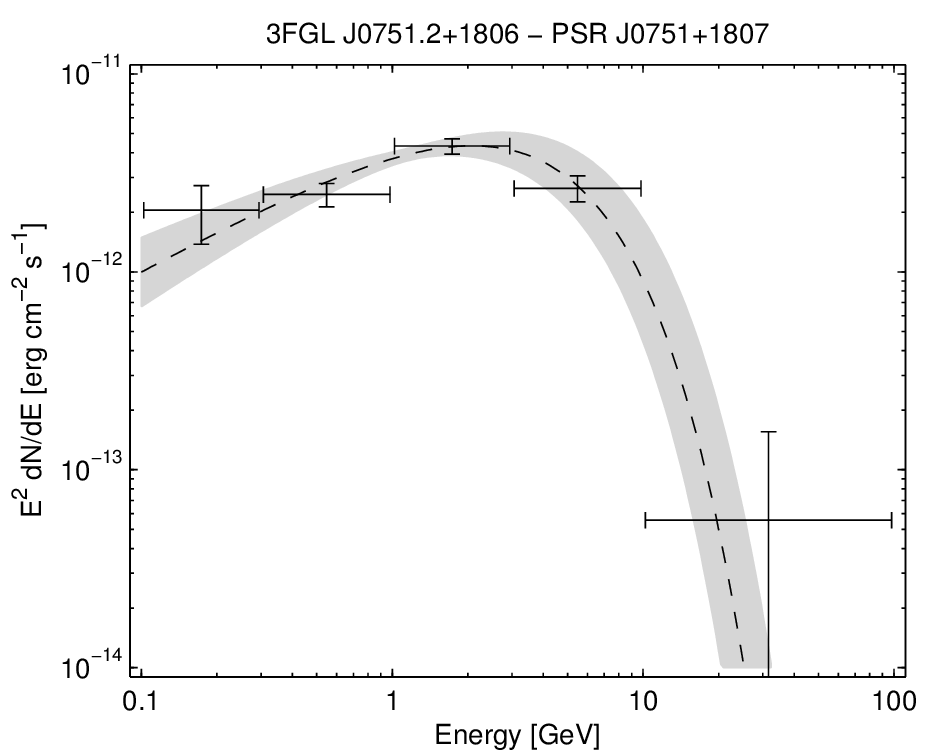 3FGL J0751.2+1806 − PSR J0751+1807
10⁻¹¹
10⁻¹²
10⁻¹³
10⁻¹⁴
E² dN/dE [erg cm⁻² s⁻¹]
0.1 1 10 100
Energy [GeV]